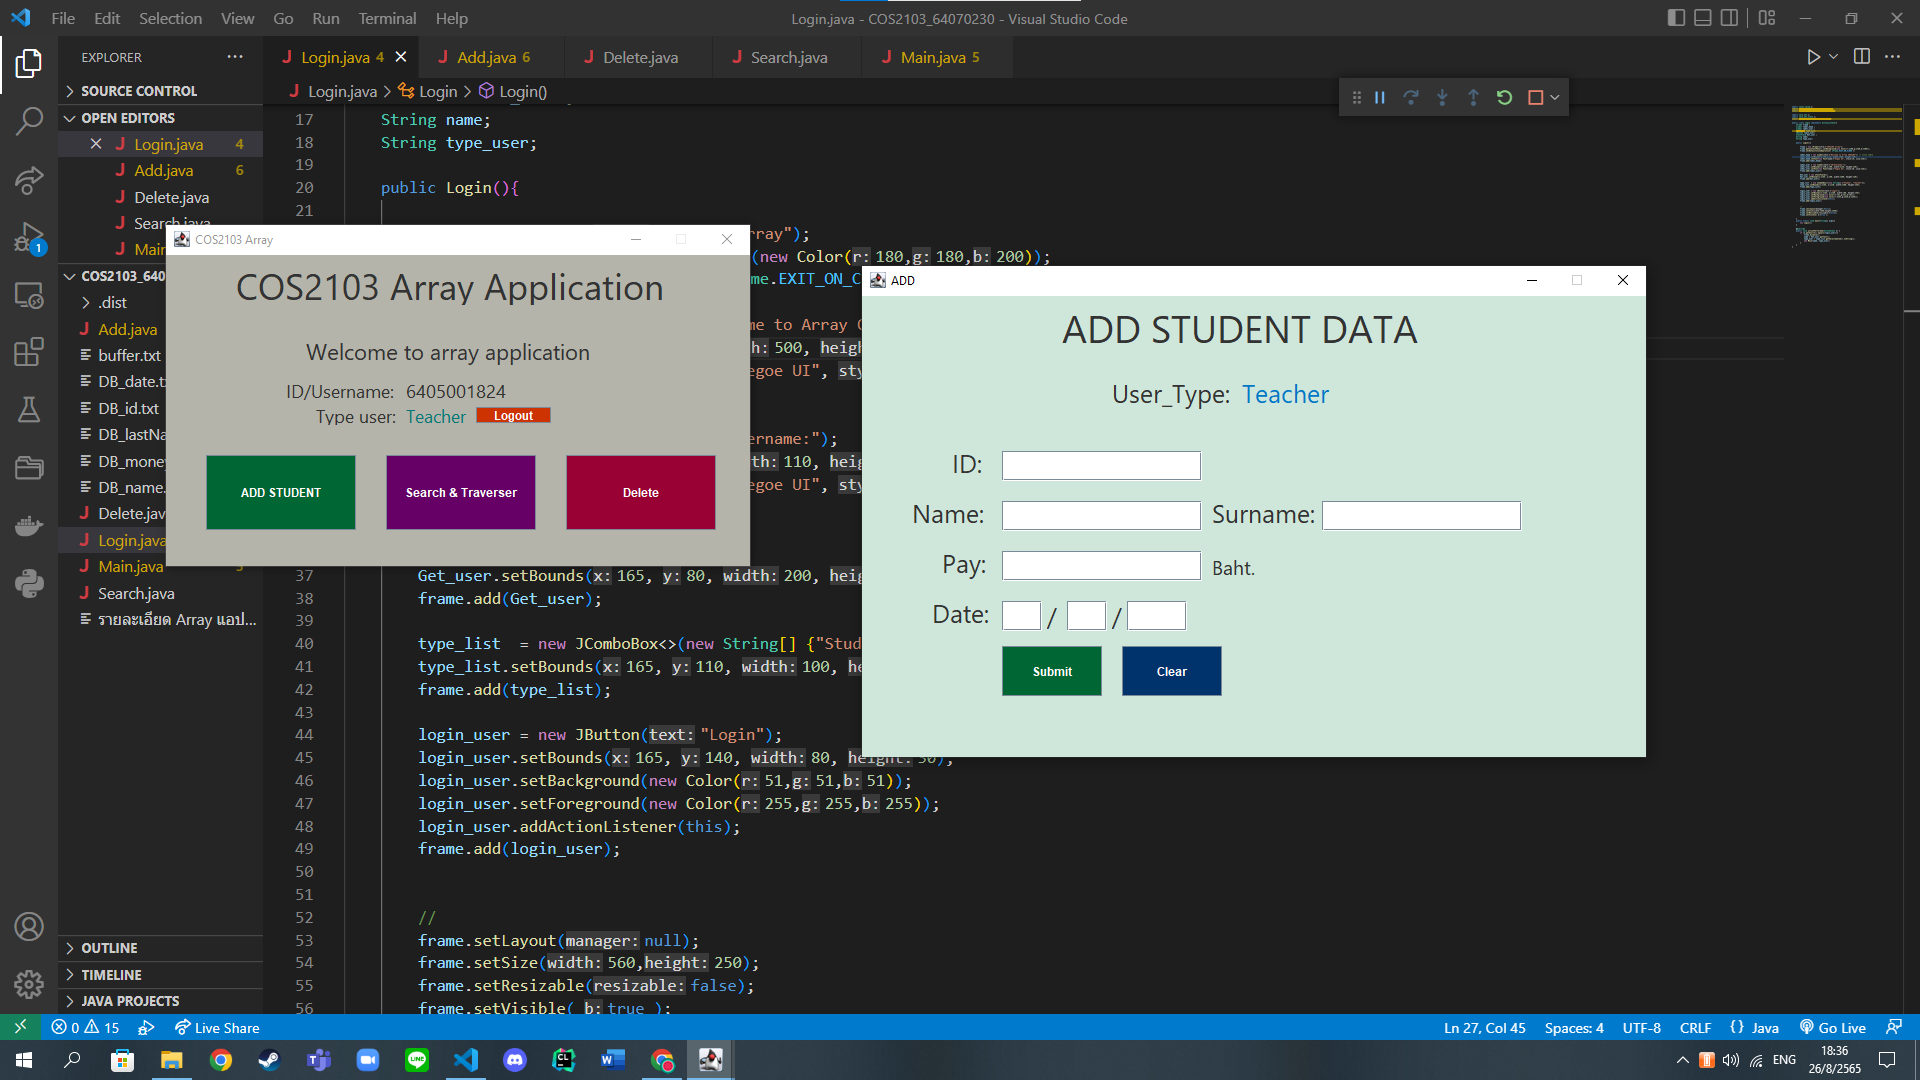 File Edit Selection View Go Run Terminal Help
Login.java - COS2103_64070230 - Visual Studio Code
EXPLORER
Login.java 4
Add.java 6
Delete.java
Search.java
Main.java 5
SOURCE CONTROL
Login.java > Login > Login()
OPEN EDITORS
Login.java 4
Add.java 6
Delete.java
Search.java
Main
COS2103_640
.dist
Add.java
buffer.txt
DB_date.t
DB_id.txt
DB_lastNa
DB_mone
DB_name.
Delete.jav
Login.java
Main.java 5
Search.java
รายละเอียด Array แอป...
OUTLINE
TIMELINE
JAVA PROJECTS
17 String name;
18 String type_user;
19
20 public Login(){
21
rray");
(new Color(r: 180,g: 180,b: 200));
me.EXIT_ON_C
me to Array
h: 500, heigh
egoe UI", sty
ername:");
width: 110, heig
egoe UI", sty
37 Get_user.setBounds(x: 165, y: 80, width: 200, heig
38 frame.add(Get_user);
39
40 type_list = new JComboBox<>(new String[] {"Stud
41 type_list.setBounds(x: 165, y: 110, width: 100, he
42 frame.add(type_list);
43
44 login_user = new JButton(text: "Login");
45 login_user.setBounds(x: 165, y: 140, width: 80, height: 30);
46 login_user.setBackground(new Color(r: 51,g: 51,b: 51));
47 login_user.setForeground(new Color(r: 255,g: 255,b: 255));
48 login_user.addActionListener(this);
49 frame.add(login_user);
50
51
52 //
53 frame.setLayout(manager: null);
54 frame.setSize(width: 560,height: 250);
55 frame.setResizable(resizable: false);
56 frame.setVisible( b: true );
COS2103 Array
COS2103 Array Application
Welcome to array application
ID/Username: 6405001824
Type user: Teacher Logout
ADD STUDENT
Search & Traverser
Delete
ADD
ADD STUDENT DATA
User_Type: Teacher
ID:
Name:
Surname:
Pay:
Baht.
Date: / /
Submit
Clear
1
0 15 Live Share
Ln 27, Col 45 Spaces: 4 UTF-8 CRLF {} Java Go Live
ENG
18:36
26/8/2565